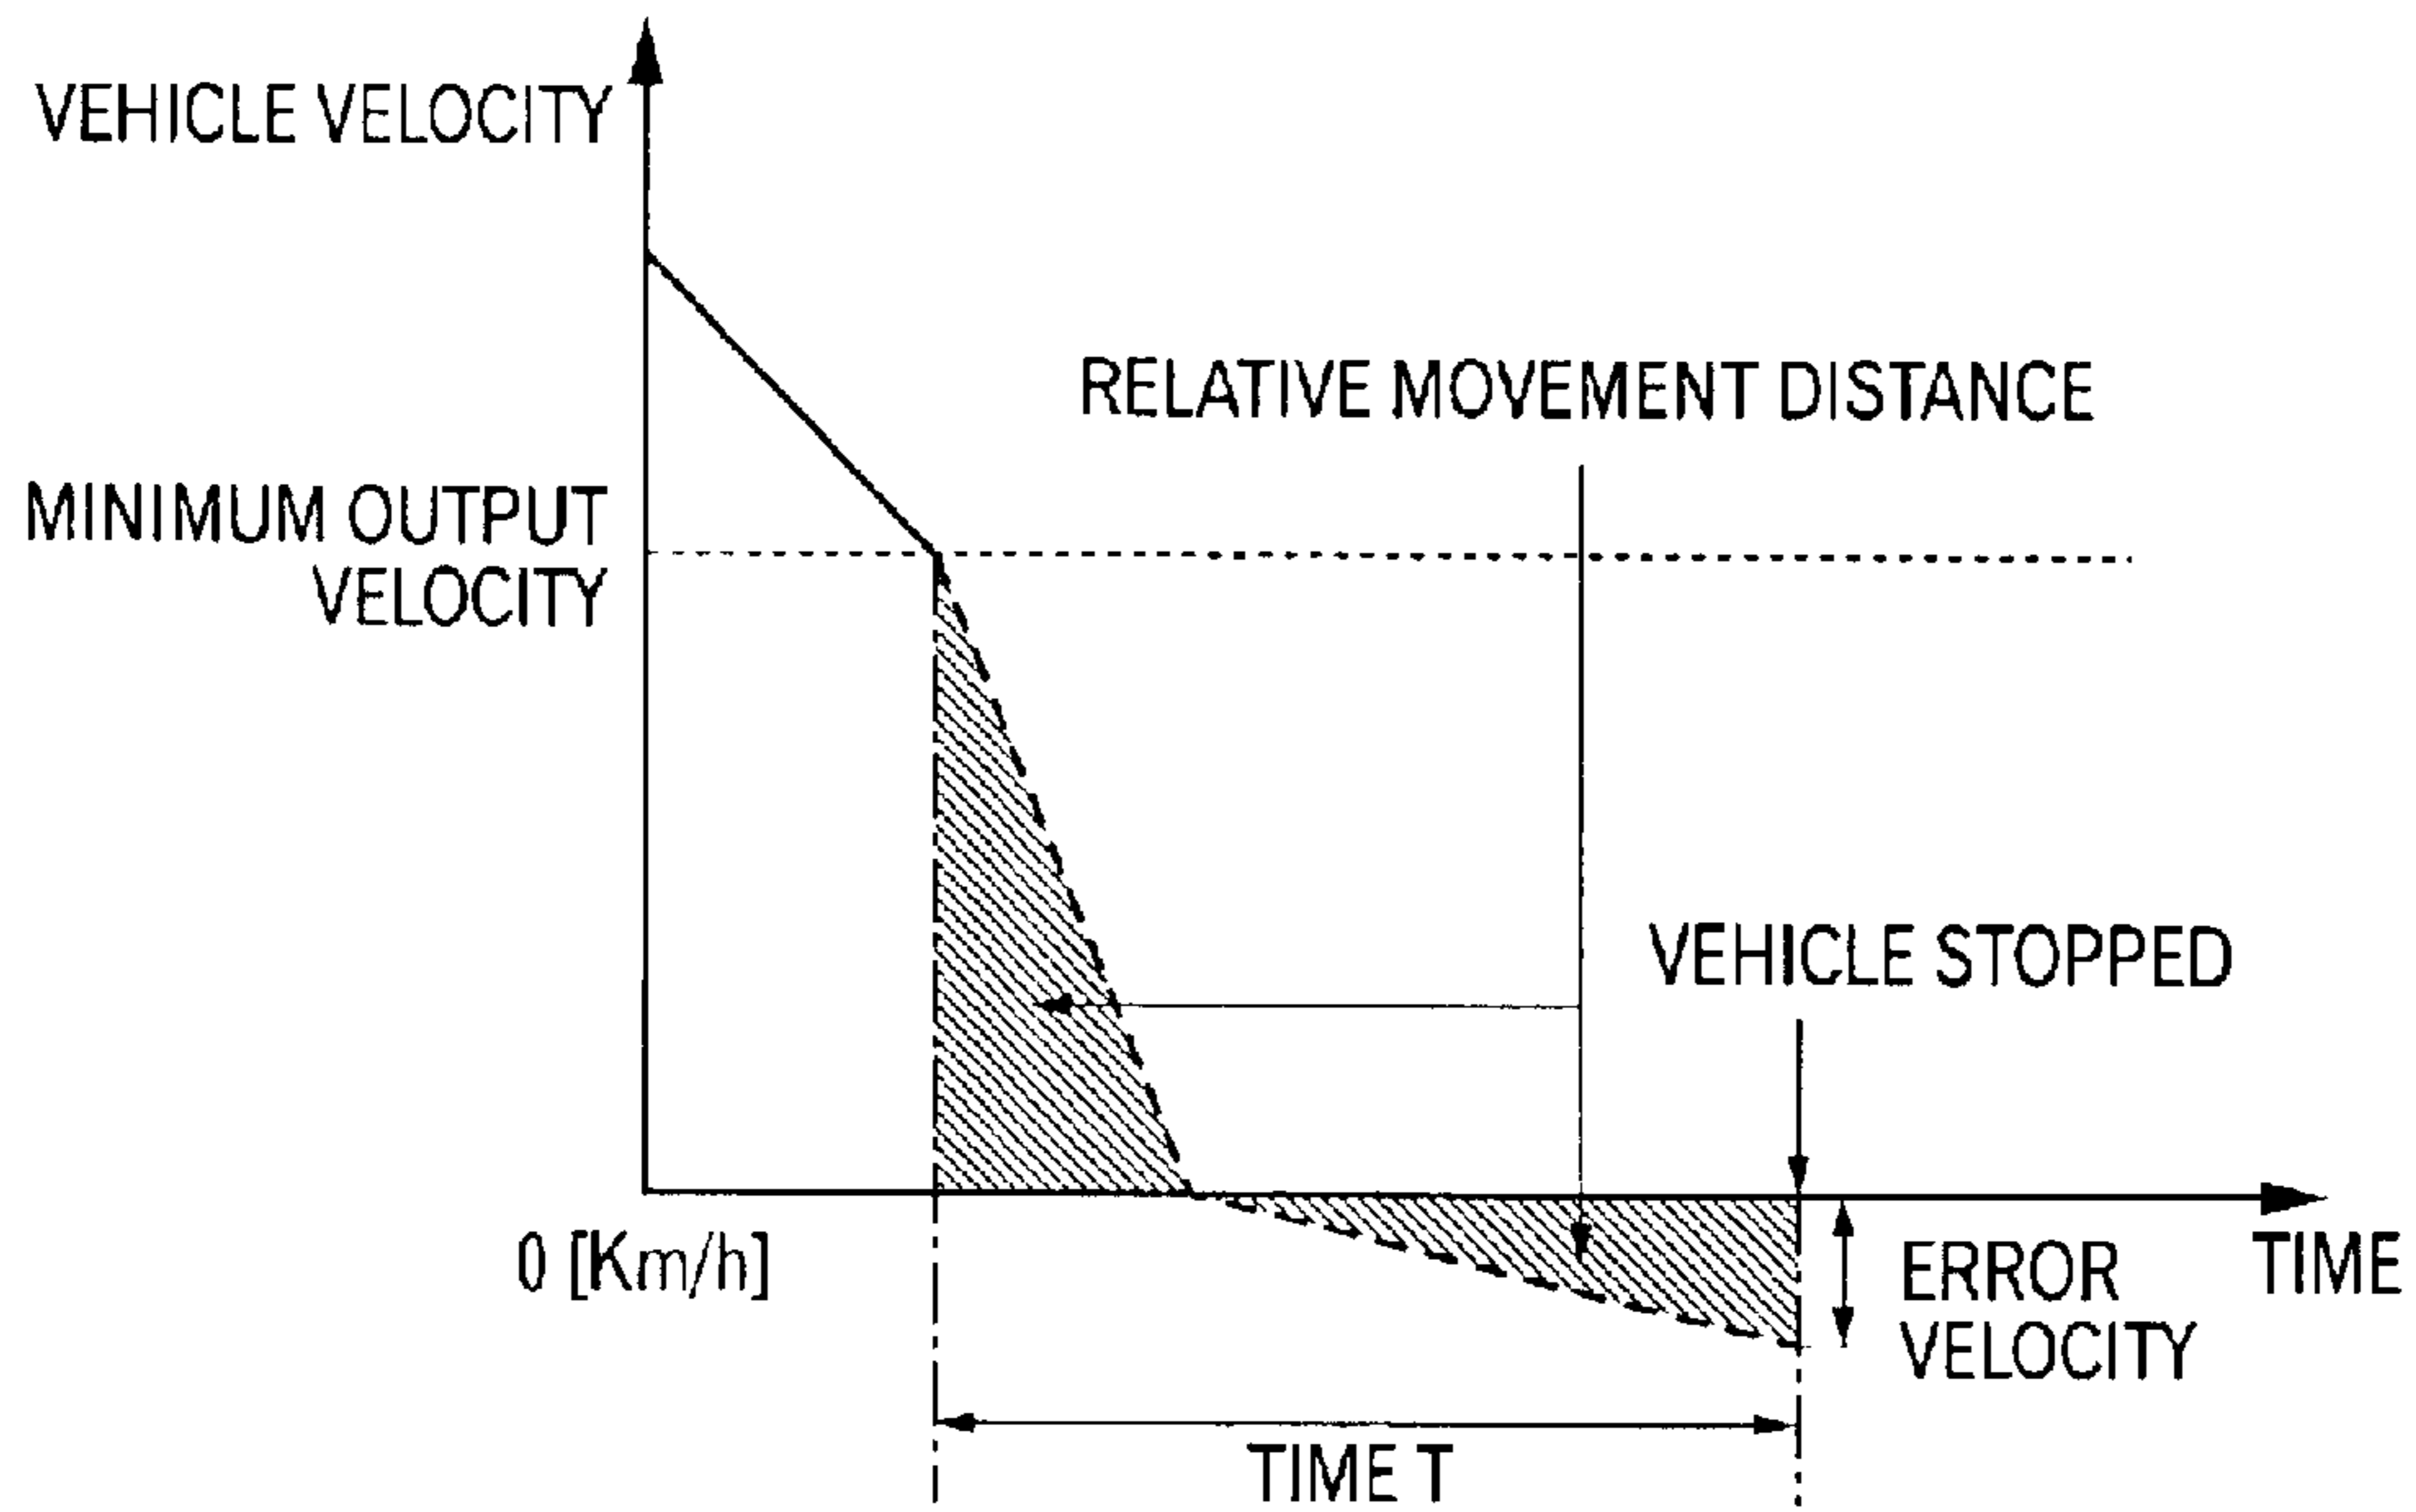 VEHICLE VELOCITY
RELATIVE MOVEMENT DISTANCE
MINIMUM OUTPUT
VELOCITY
VEHICLE STOPPED
0 [Km/h]
TIME
ERROR
VELOCITY
TIME T